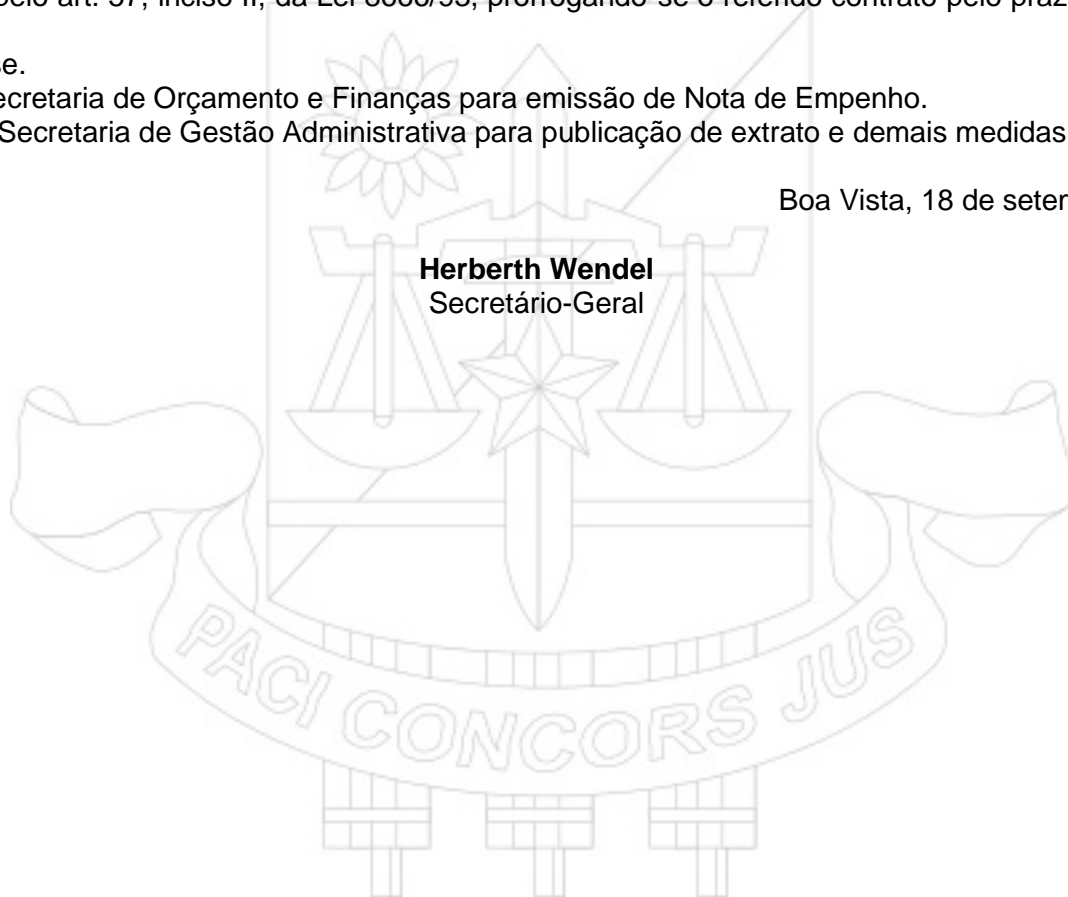 pelo art. 57, inciso II, da Lei 8666/93, prorrogando-se o referido contrato pelo praz
se.
ecretaria de Orçamento e Finanças para emissão de Nota de Empenho.
Secretaria de Gestão Administrativa para publicação de extrato e demais medidas
Boa Vista, 18 de seter
Herberth Wendel
Secretário-Geral
PACI CONCORS JUS